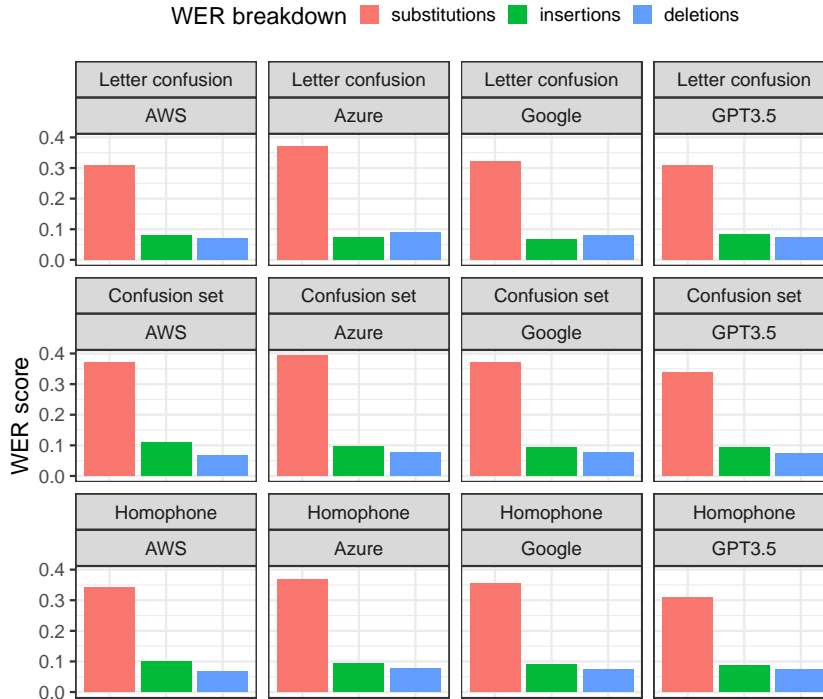 WER breakdown substitutions insertions deletions
Letter confusion Letter confusion Letter confusion Letter confusion
AWS Azure Google GPT3.5
0.4
0.3
0.2
0.1
0.0
Confusion set Confusion set Confusion set Confusion set
AWS Azure Google GPT3.5
0.4
0.3
0.2
0.1
0.0
WER score
Homophone Homophone Homophone Homophone
AWS Azure Google GPT3.5
0.4
0.3
0.2
0.1
0.0